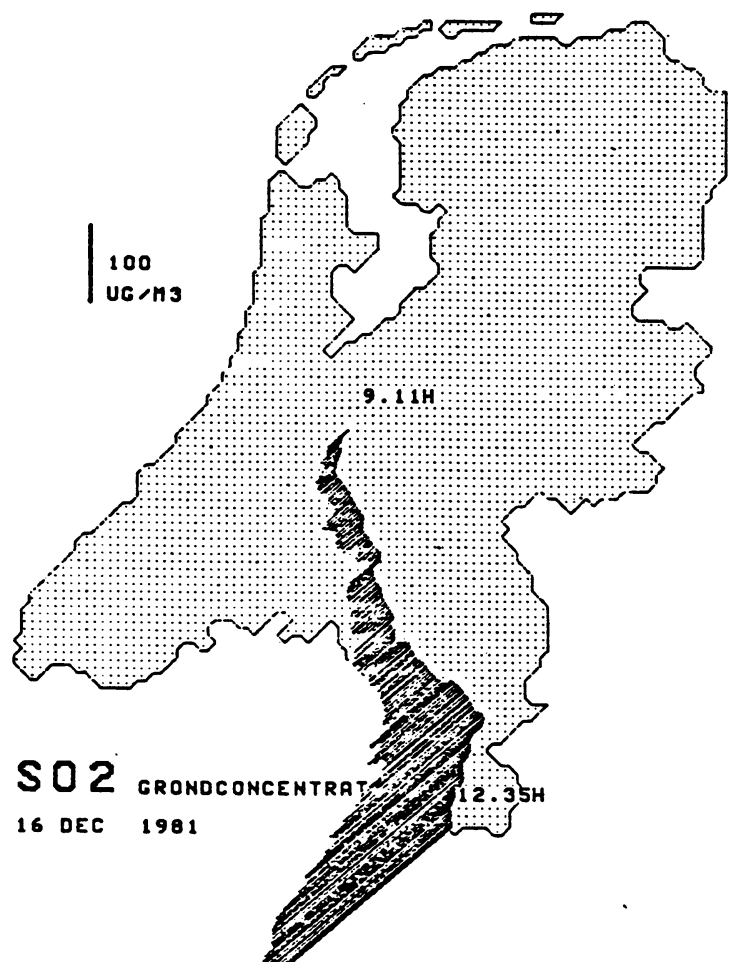 100
UG/M3
9.11H
SO2 GRONDCONCENTRAT
12.35H
16 DEC 1981